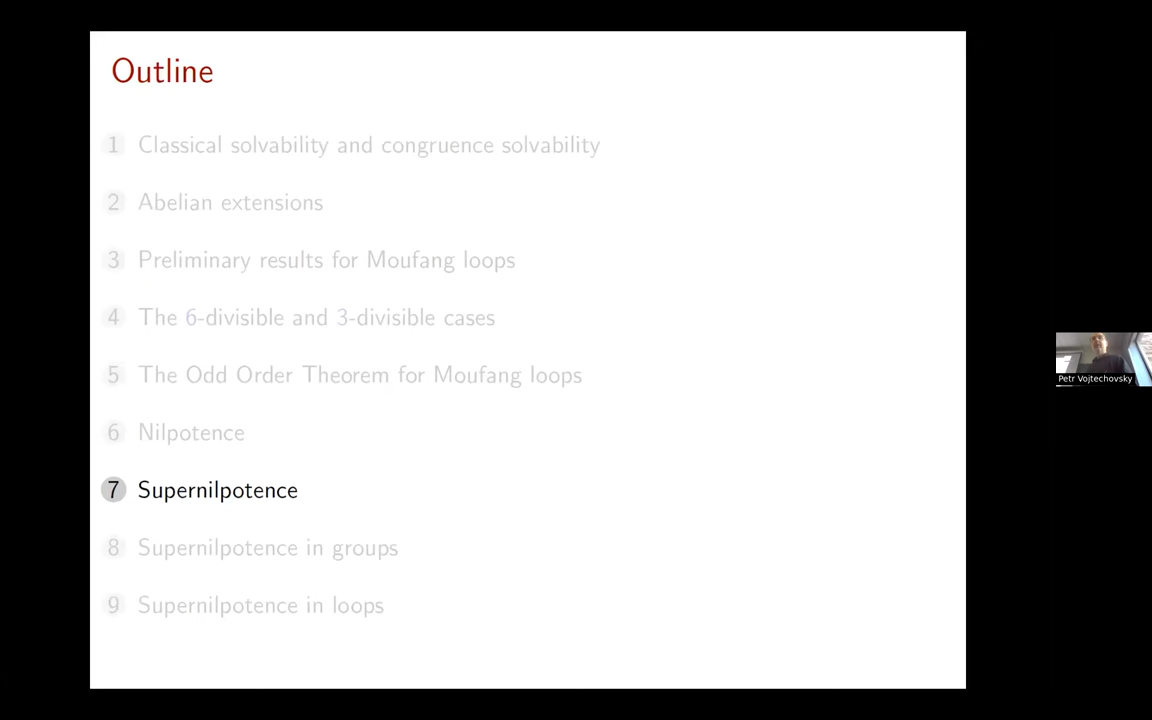 Outline
1 Classical solvability and congruence solvability
2 Abelian extensions
3 Preliminary results for Moufang loops
4 The 6-divisible and 3-divisible cases
5 The Odd Order Theorem for Moufang loops
6 Nilpotence
7 Supernilpotence
8 Supernilpotence in groups
9 Supernilpotence in loops
Petr Vojtechovsky